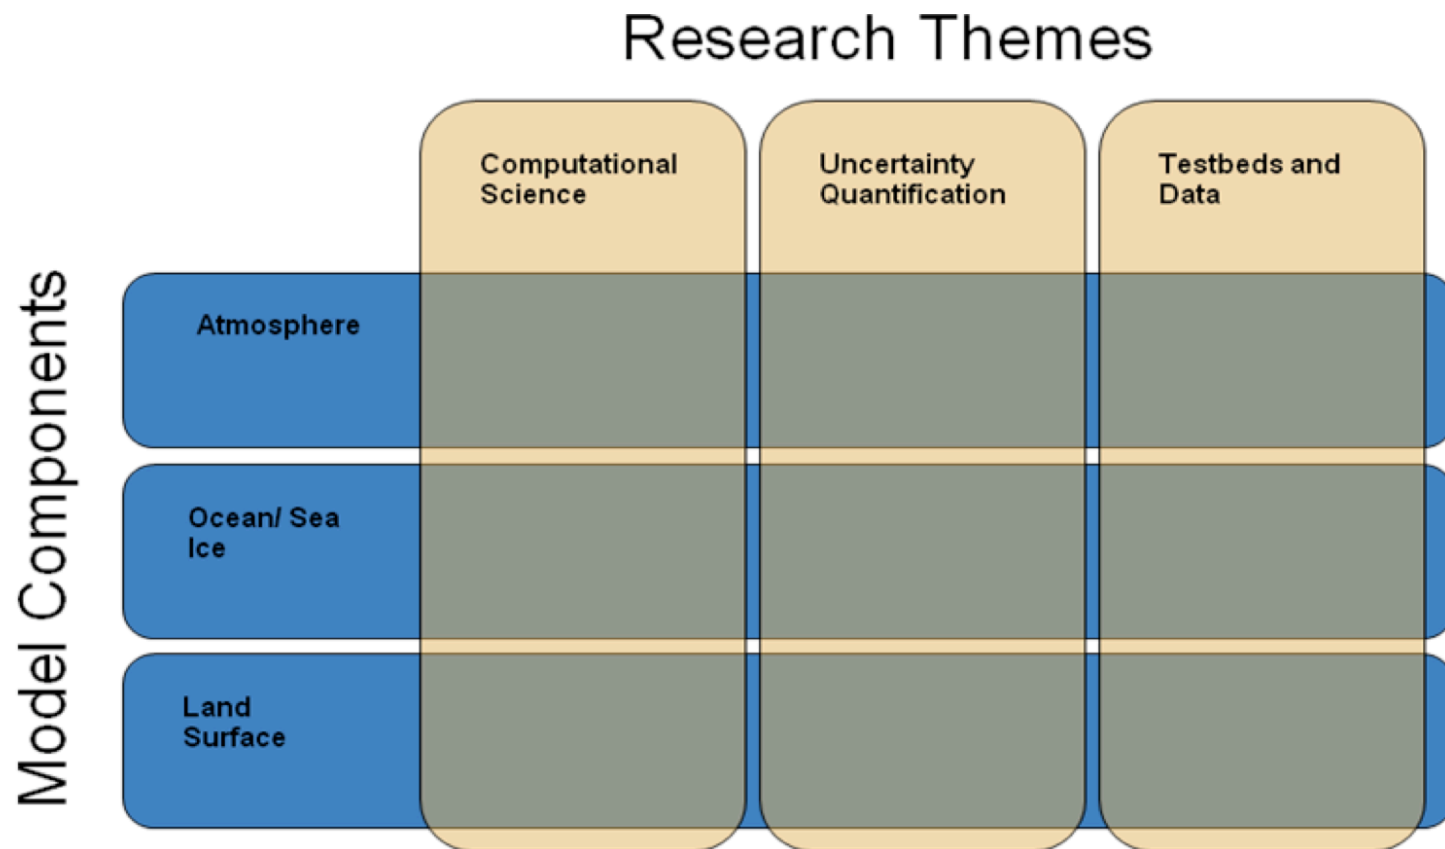 Research Themes
Computational
Science
Uncertainty
Quantification
Testbeds and
Data
Model Components
Atmosphere
Ocean/ Sea
Ice
Land
Surface